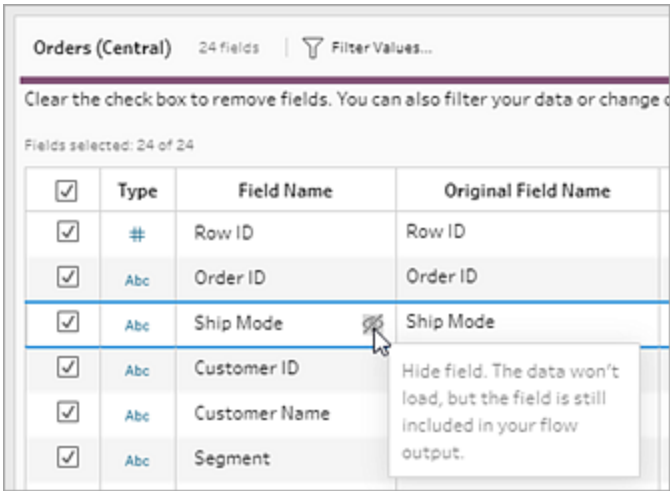 Orders (Central) 24 fields Filter Values...
Clear the check box to remove fields. You can also filter your data or change
Fields selected: 24 of 24
Type Field Name Original Field Name
# Row ID Row ID
Abc Order ID Order ID
Abc Ship Mode Ship Mode
Abc Customer ID
Hide field. The data won't
load, but the field is still
included in your flow
output.
Abc Customer Name
Abc Segment